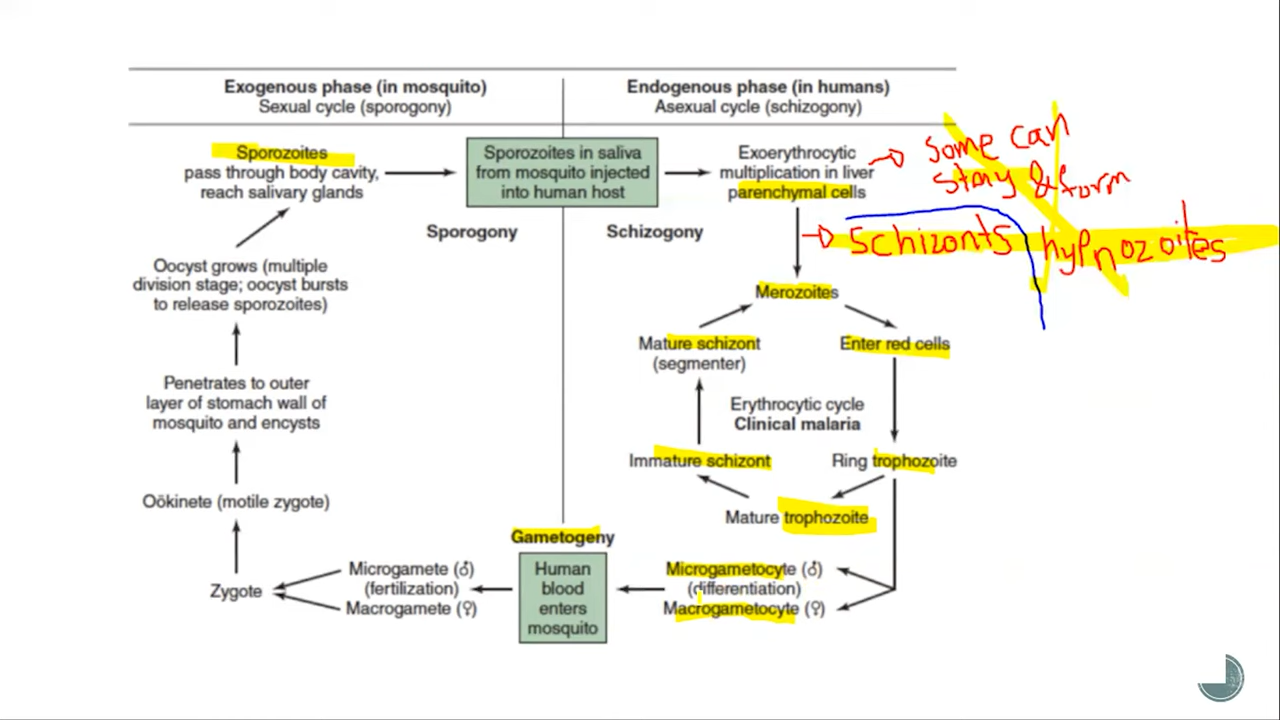 Exogenous phase (in mosquito)
Sexual cycle (sporogony)
Endogenous phase (in humans)
Asexual cycle (schizogony)
Sporozoites
pass through body cavity,
reach salivary glands
Sporozoites in saliva
from mosquito injected
into human host
Exoerythrocytic
multiplication in liver
parenchymal cells
Some can
stay & form
hypnozoites
Schizonts
Sporogony
Schizogony
Oocyst grows (multiple
division stage; oocyst bursts
to release sporozoites)
Merozoites
Mature schizont
(segmenter)
Enter red cells
Penetrates to outer
layer of stomach wall of
mosquito and encysts
Erythrocytic cycle
Clinical malaria
Immature schizont
Ring trophozoite
Oökinete (motile zygote)
Mature trophozoite
Gametogeny
Human
blood
enters
mosquito
Microgametocyte (♂)
(differentiation)
Macrogametocyte (♀)
Microgamete (♂)
(fertilization)
Macrogamete (♀)
Zygote